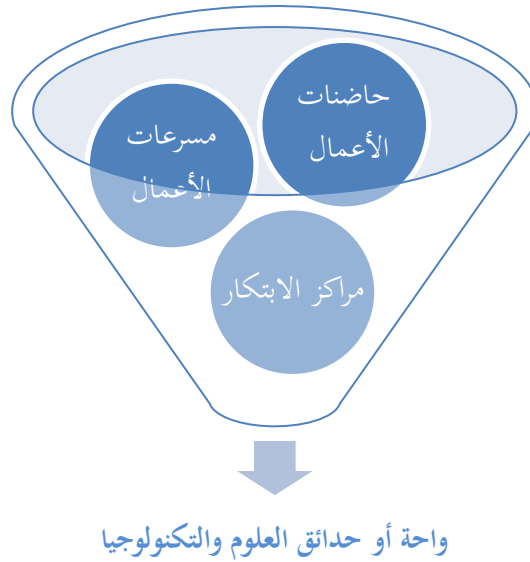 حاضنات
الأعمال
مسرعات
الأعمال
مراكز الابتكار
واحة أو حدائق العلوم والتكنولوجيا